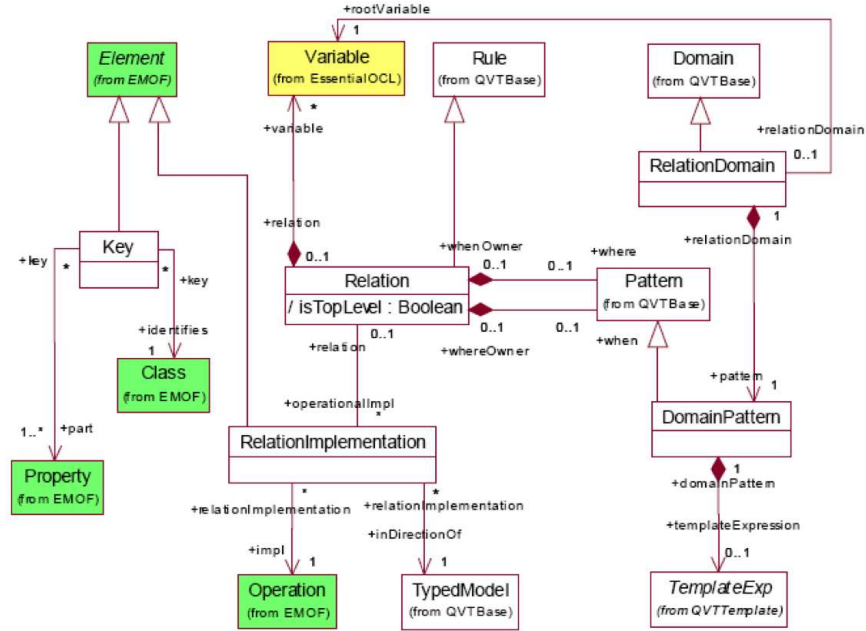 +rootVariable
1
Element
(from EMOF)
Variable
(from EssentialOCL)
Rule
(from QVTBase)
Domain
(from QVTBase)
*
+variable
+relationDomain
0..1
RelationDomain
1
+relationDomain
+relation
0..1
+whenOwner
0..1
0..1
+where
Key
+key
*
*
+key
Relation
/ isTopLevel : Boolean
Pattern
(from QVTBase)
+identifies
1
+relation
0..1
0..1
+whereOwner
0..1
+when
Class
(from EMOF)
+pattern
1
+operationalImpl
*
DomainPattern
1..*
+part
RelationImplementation
Property
(from EMOF)
1
+domainPattern
*
+relationImplementation
*
+relationImplementation
+templateExpression
0..1
+inDirectionOf
+impl
1
1
Operation
(from EMOF)
TypedModel
(from QVTBase)
TemplateExp
(from QVTTemplate)